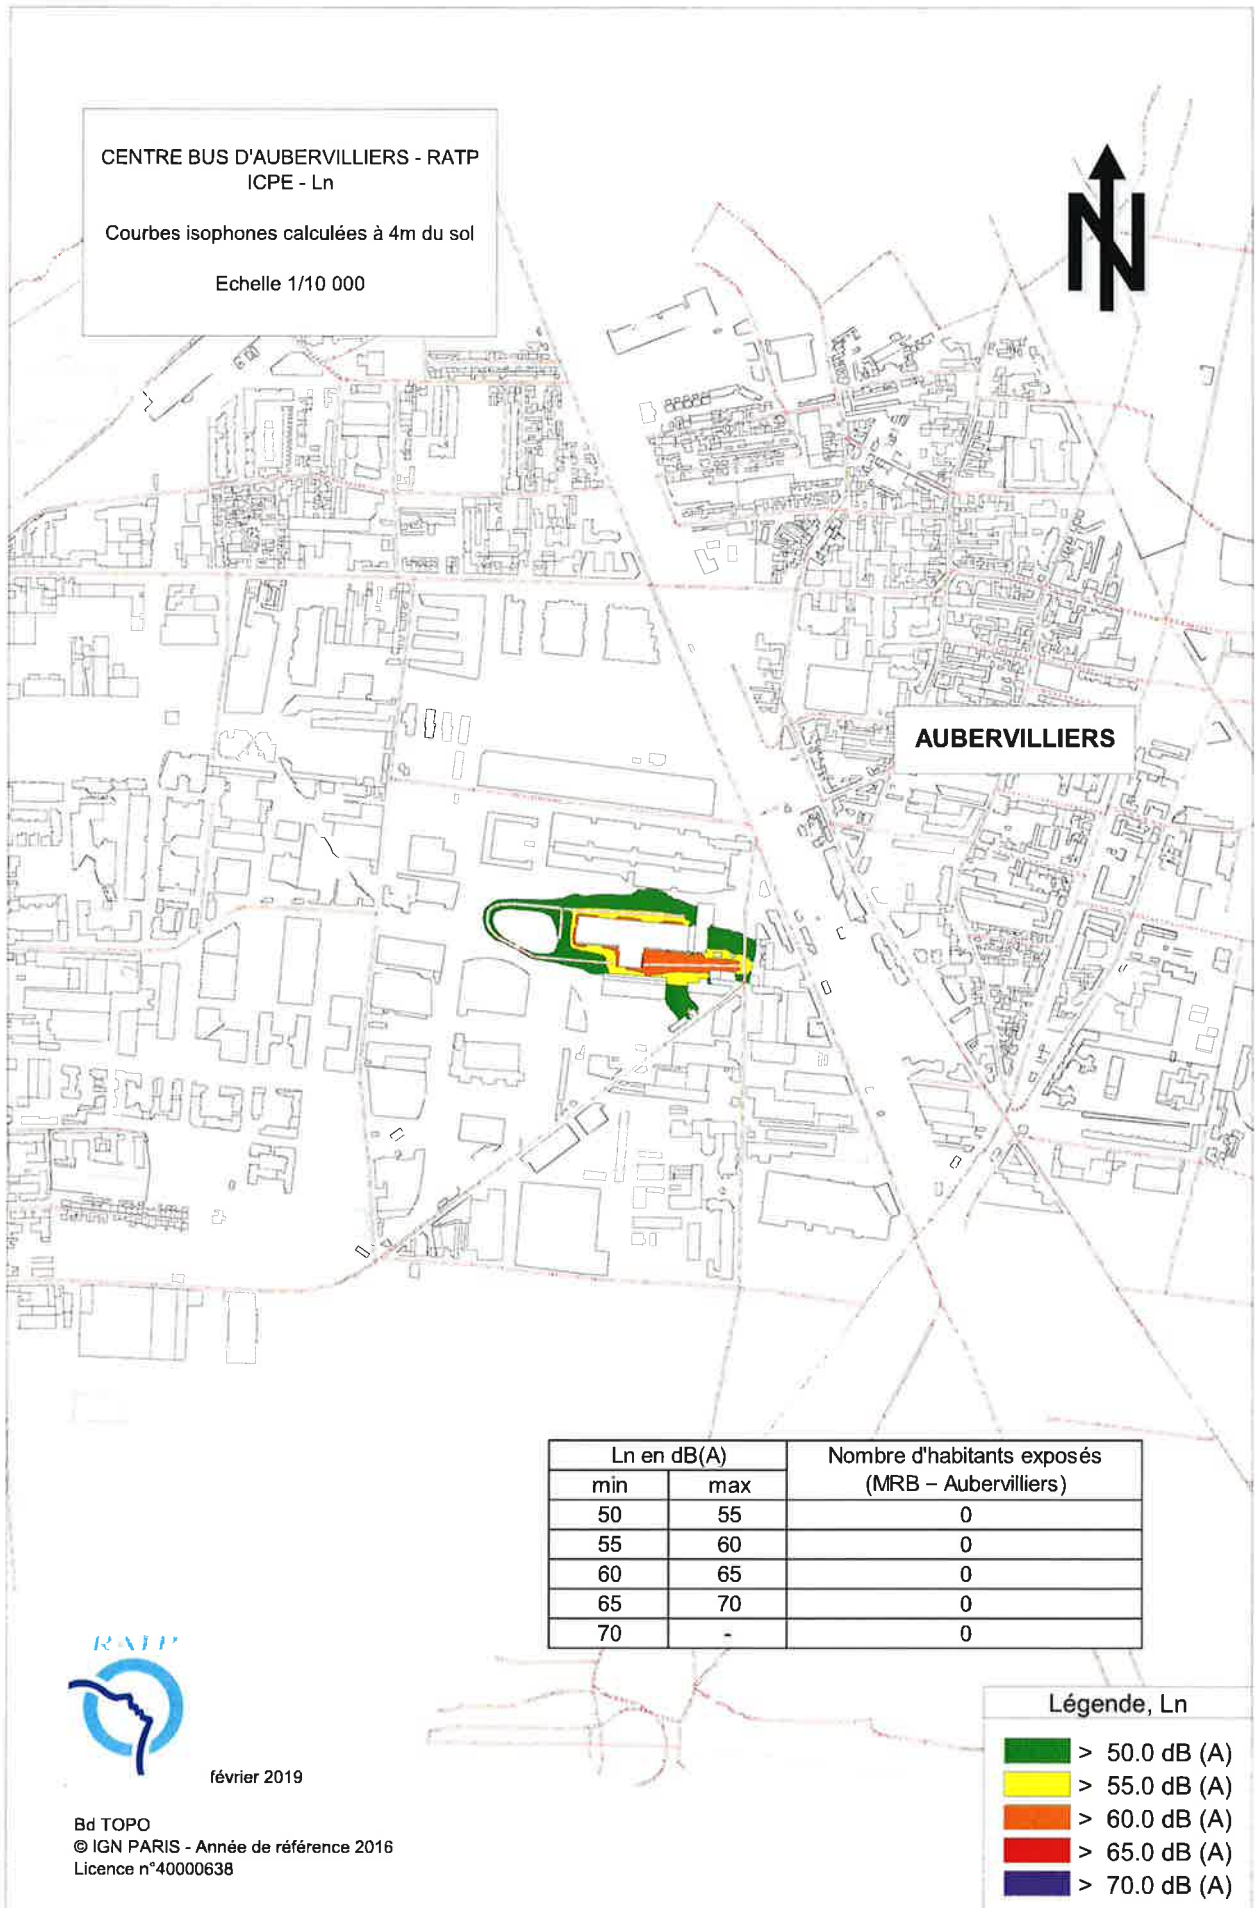 CENTRE BUS D'AUBERVILLIERS - RATP
ICPE - Ln
Courbes isophones calculées à 4m du sol
Echelle 1/10 000
N
AUBERVILLIERS
Ln en dB(A) Nombre d'habitants exposés
min max (MRB – Aubervilliers)
50 55 0
55 60 0
60 65 0
65 70 0
70 - 0
RATP
février 2019
Bd TOPO
© IGN PARIS - Année de référence 2016
Licence n°40000638
Légende, Ln
> 50.0 dB (A)
> 55.0 dB (A)
> 60.0 dB (A)
> 65.0 dB (A)
> 70.0 dB (A)